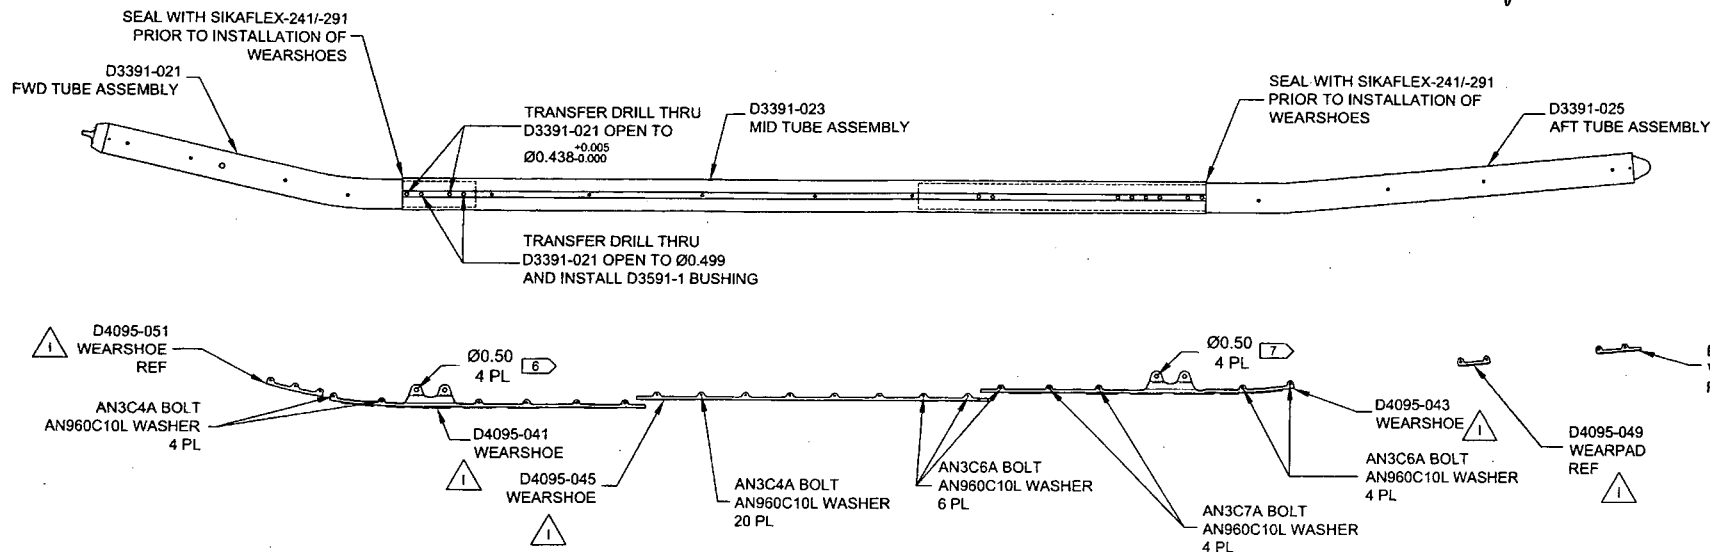 SEAL WITH SIKAFLEX-241/-291
PRIOR TO INSTALLATION OF
WEARSHOES
D3391-021
FWD TUBE ASSEMBLY
TRANSFER DRILL THRU
D3391-021 OPEN TO
Ø0.438 +0.005 -0.000
D3391-023
MID TUBE ASSEMBLY
SEAL WITH SIKAFLEX-241/-291
PRIOR TO INSTALLATION OF
WEARSHOES
D3391-025
AFT TUBE ASSEMBLY
TRANSFER DRILL THRU
D3391-021 OPEN TO Ø0.499
AND INSTALL D3591-1 BUSHING
1
D4095-051
WEARSHOE
REF
Ø0.50
4 PL
6
AN3C4A BOLT
AN960C10L WASHER
4 PL
D4095-041
WEARSHOE
1
D4095-045
WEARSHOE
1
AN3C4A BOLT
AN960C10L WASHER
20 PL
AN3C6A BOLT
AN960C10L WASHER
6 PL
Ø0.50
4 PL
7
AN3C7A BOLT
AN960C10L WASHER
4 PL
D4095-043
WEARSHOE
1
AN3C6A BOLT
AN960C10L WASHER
4 PL
D4095-049
WEARPAD
REF
1